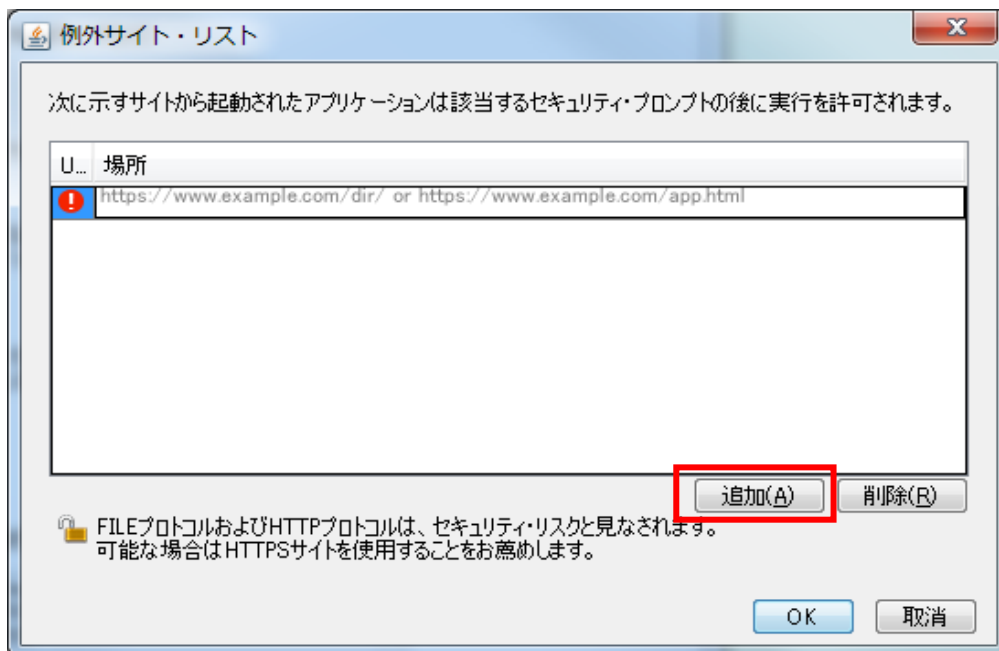 例外サイト・リスト
次に示すサイトから起動されたアプリケーションは該当するセキュリティ・プロンプトの後に実行を許可されます。
U... 場所
https://www.example.com/dir/ or https://www.example.com/app.html
追加(A) 削除(R)
FILEプロトコルおよびHTTPプロトコルは、セキュリティ・リスクと見なされます。
可能な場合はHTTPSサイトを使用することをお薦めします。
OK 取消